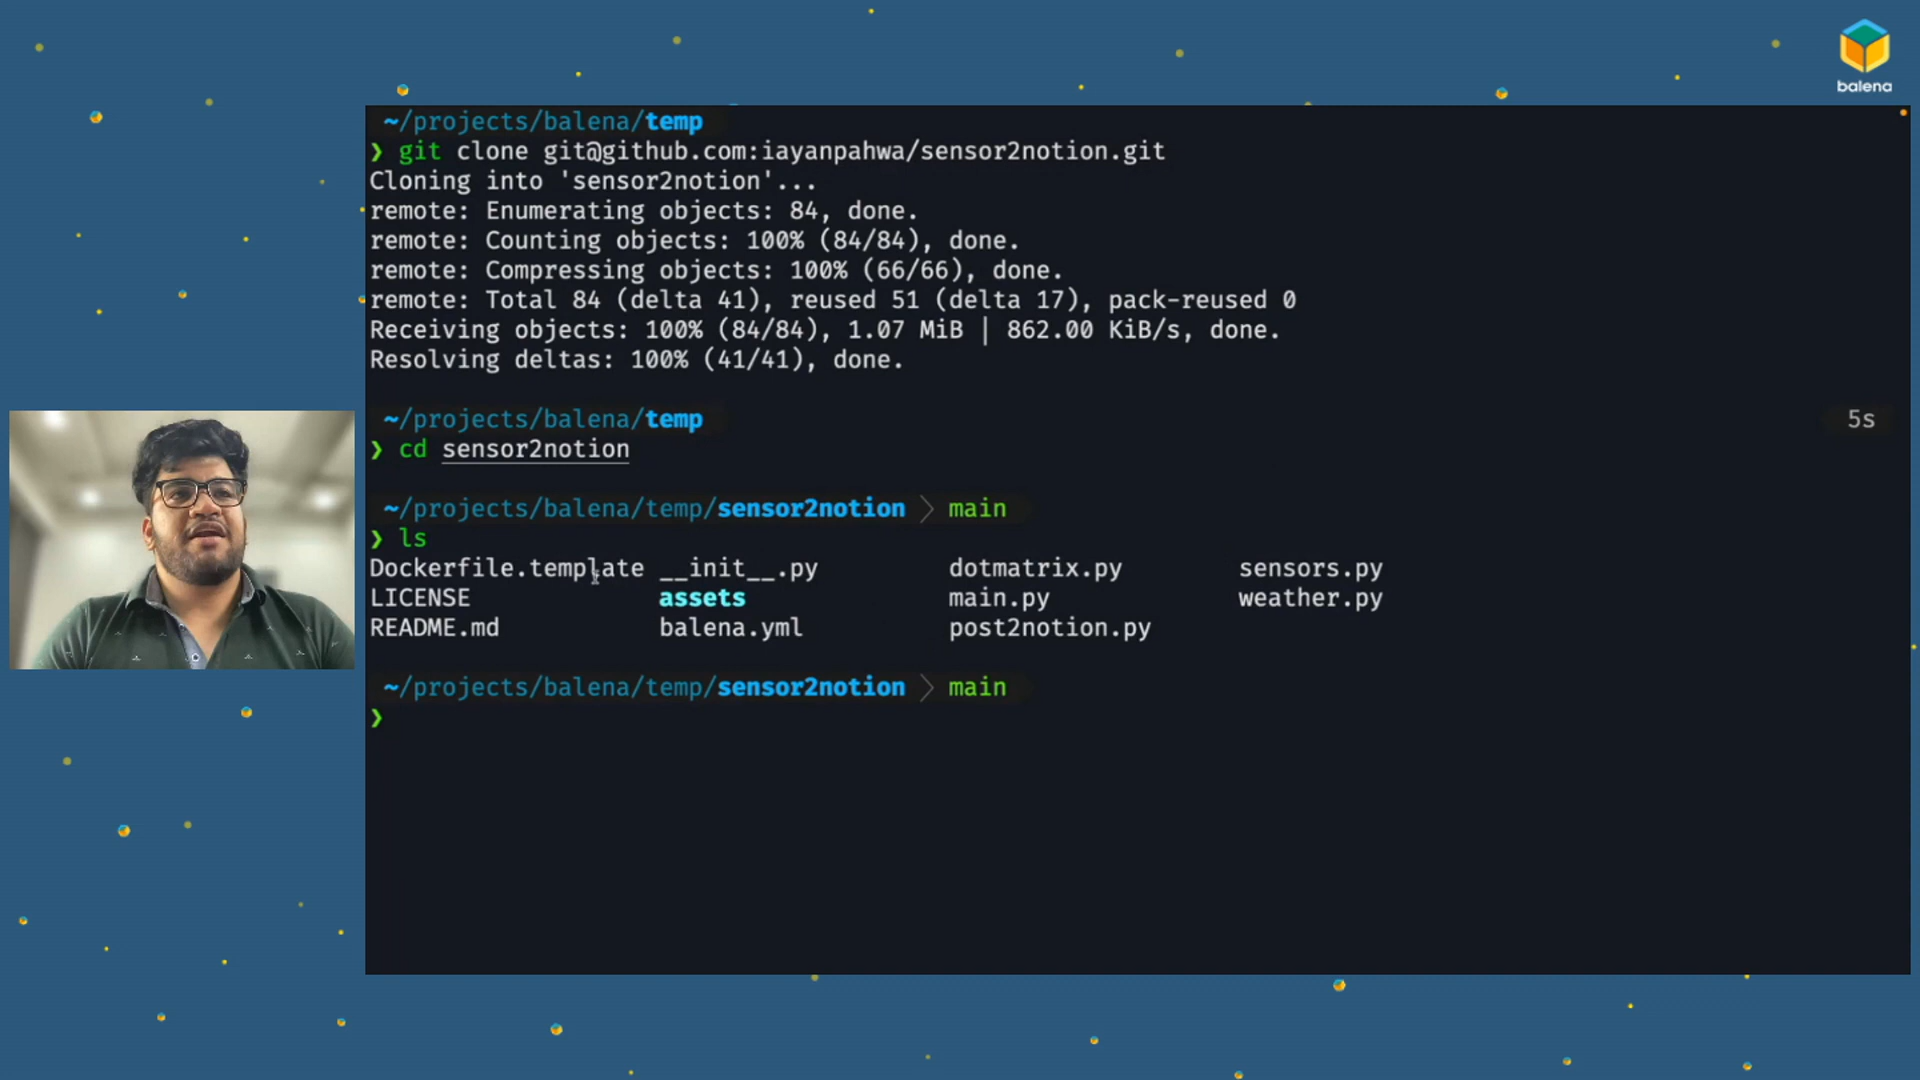 balena
~/projects/balena/temp
❯ git clone git@github.com:iayanpahwa/sensor2notion.git
Cloning into 'sensor2notion'...
remote: Enumerating objects: 84, done.
remote: Counting objects: 100% (84/84), done.
remote: Compressing objects: 100% (66/66), done.
remote: Total 84 (delta 41), reused 51 (delta 17), pack-reused 0
Receiving objects: 100% (84/84), 1.07 MiB | 862.00 KiB/s, done.
Resolving deltas: 100% (41/41), done.
~/projects/balena/temp 5s
❯ cd sensor2notion
~/projects/balena/temp/sensor2notion main
❯ ls
Dockerfile.template __init__.py dotmatrix.py sensors.py
LICENSE assets main.py weather.py
README.md balena.yml post2notion.py
~/projects/balena/temp/sensor2notion main
❯